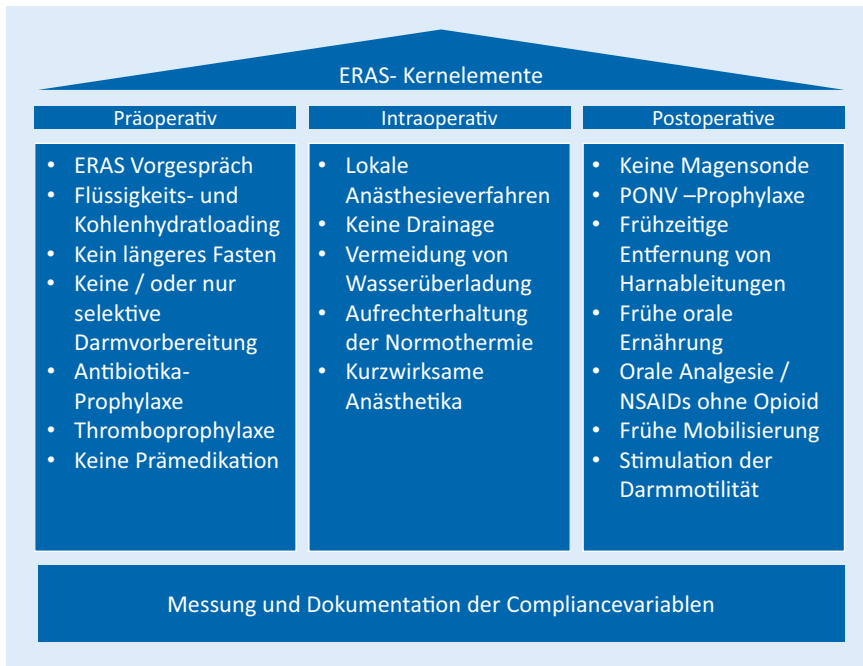 ERAS- Kernelemente
Präoperativ
• ERAS Vorgespräch
• Flüssigkeits- und
Kohlenhydratloading
• Kein längeres Fasten
• Keine / oder nur
selektive
Darmvorbereitung
• Antibiotika-
Prophylaxe
• Thromboprophylaxe
• Keine Prämedikation
Intraoperativ
• Lokale
Anästhesieverfahren
• Keine Drainage
• Vermeidung von
Wasserüberladung
• Aufrechterhaltung
der Normothermie
• Kurzwirksame
Anästhetika
Postoperative
• Keine Magensonde
• PONV –Prophylaxe
• Frühzeitige
Entfernung von
Harnableitungen
• Frühe orale
Ernährung
• Orale Analgesie /
NSAIDs ohne Opioid
• Frühe Mobilisierung
• Stimulation der
Darmmotilität
Messung und Dokumentation der Compliancevariablen